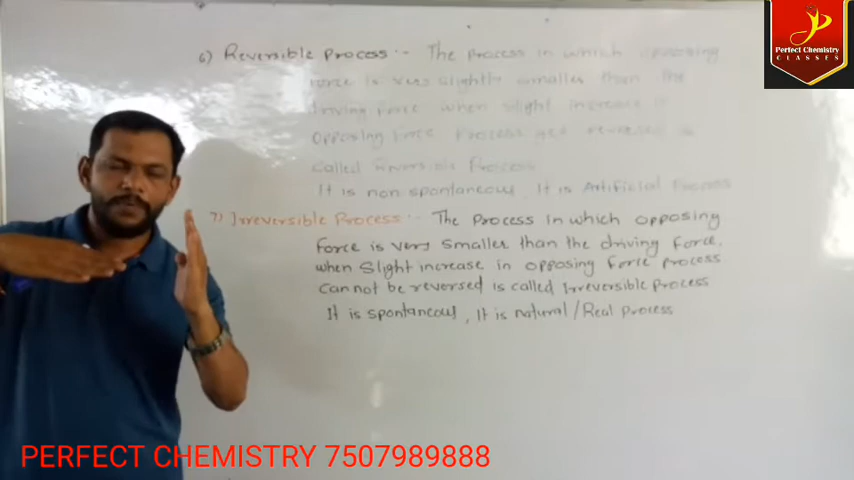 6) Reversible Process :- The Process in which opposing
force is very slightly smaller than the
driving force when slight increase in
opposing force Process get reversed is
called Reversible Process
It is non spontaneous, It is Artificial Process
7) Irreversible Process :- The Process in which opposing
force is very smaller than the driving force.
when slight increase in opposing force process
cannot be reversed is called Irreversible Process
It is spontaneous, It is natural / Real process
Perfect Chemistry
CLASSES
PERFECT CHEMISTRY 7507989888